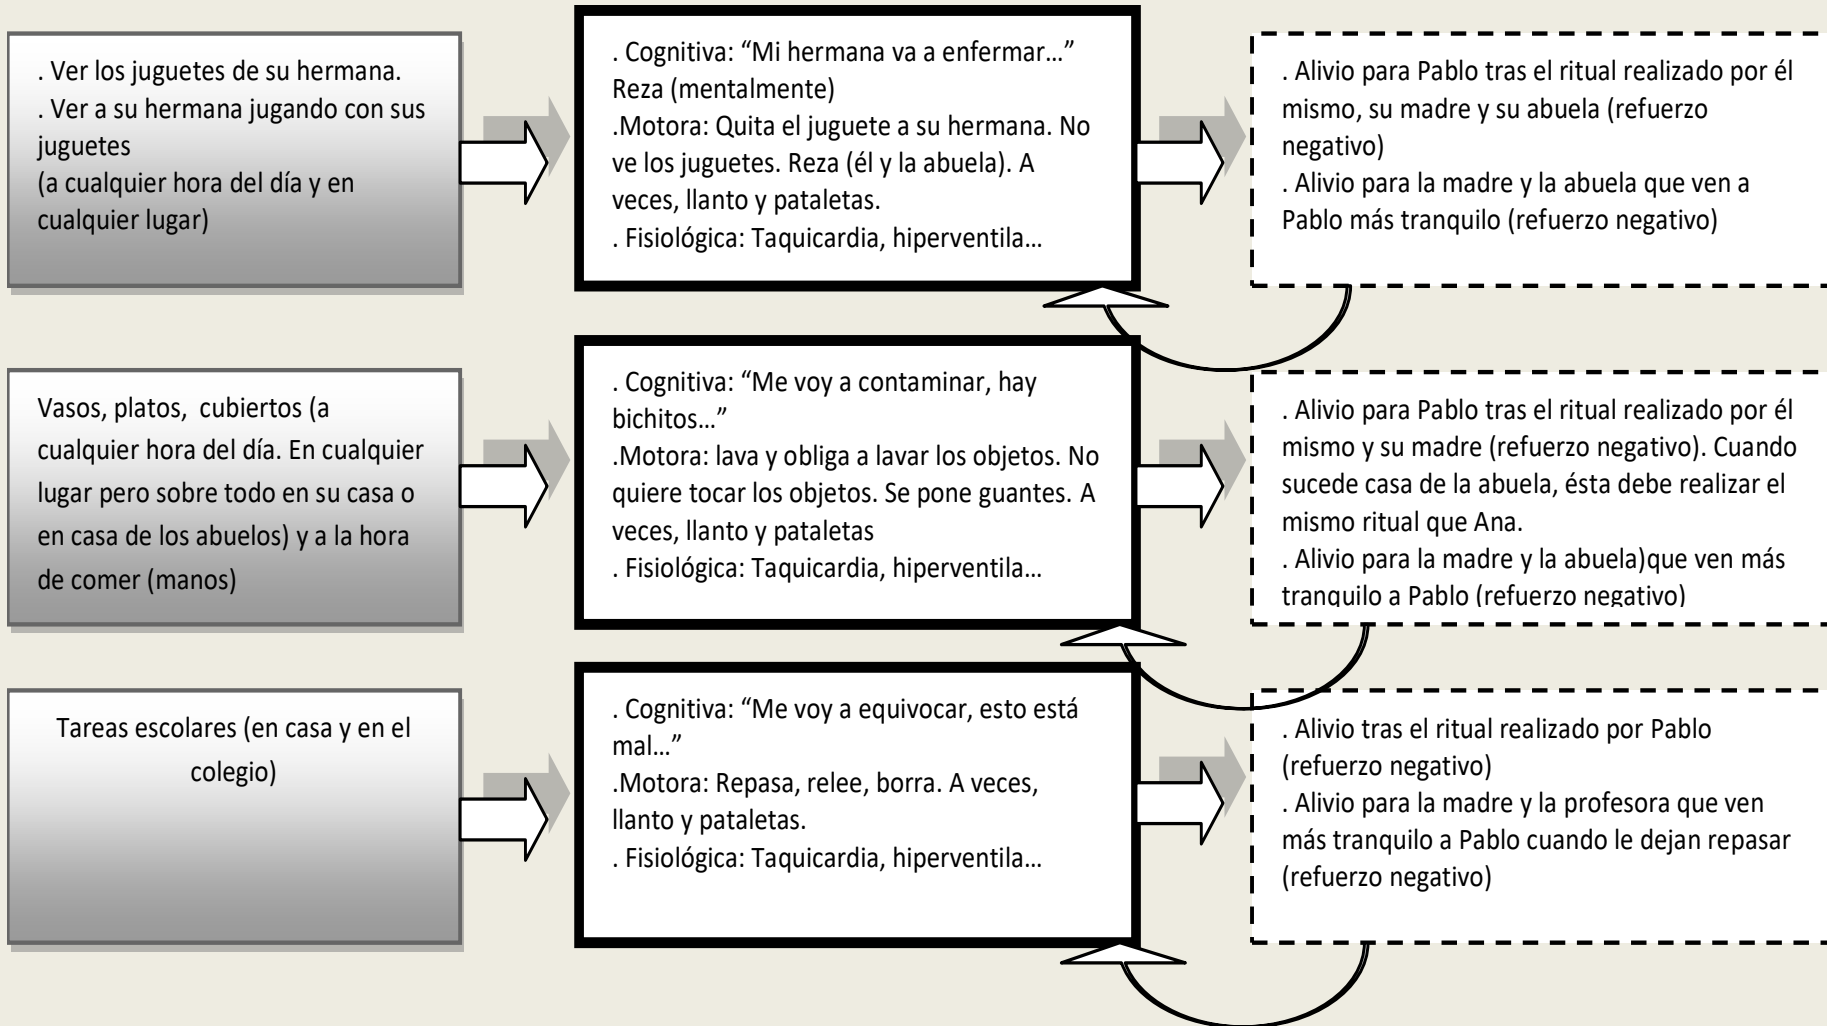 . Ver los juguetes de su hermana.
. Ver a su hermana jugando con sus
juguetes
(a cualquier hora del día y en
cualquier lugar)
. Cognitiva: “Mi hermana va a enfermar…”
Reza (mentalmente)
.Motora: Quita el juguete a su hermana. No
ve los juguetes. Reza (él y la abuela). A
veces, llanto y pataletas.
. Fisiológica: Taquicardia, hiperventila…
. Alivio para Pablo tras el ritual realizado por él
mismo, su madre y su abuela (refuerzo
negativo)
. Alivio para la madre y la abuela que ven a
Pablo más tranquilo (refuerzo negativo)
Vasos, platos, cubiertos (a
cualquier hora del día. En cualquier
lugar pero sobre todo en su casa o
en casa de los abuelos) y a la hora
de comer (manos)
. Cognitiva: “Me voy a contaminar, hay
bichitos…”
.Motora: lava y obliga a lavar los objetos. No
quiere tocar los objetos. Se pone guantes. A
veces, llanto y pataletas
. Fisiológica: Taquicardia, hiperventila…
. Alivio para Pablo tras el ritual realizado por él
mismo y su madre (refuerzo negativo). Cuando
sucede casa de la abuela, ésta debe realizar el
mismo ritual que Ana.
. Alivio para la madre y la abuela)que ven más
tranquilo a Pablo (refuerzo negativo)
Tareas escolares (en casa y en el
colegio)
. Cognitiva: “Me voy a equivocar, esto está
mal…”
.Motora: Repasa, relee, borra. A veces,
llanto y pataletas.
. Fisiológica: Taquicardia, hiperventila…
. Alivio tras el ritual realizado por Pablo
(refuerzo negativo)
. Alivio para la madre y la profesora que ven
más tranquilo a Pablo cuando le dejan repasar
(refuerzo negativo)